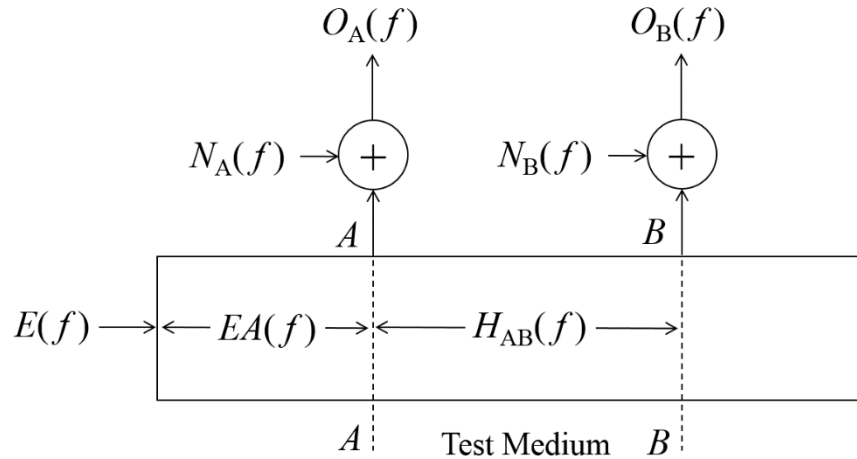 O_A(f) O_B(f)
N_A(f) + N_B(f) +
A B
E(f) EA(f) H_AB(f)
A Test Medium B